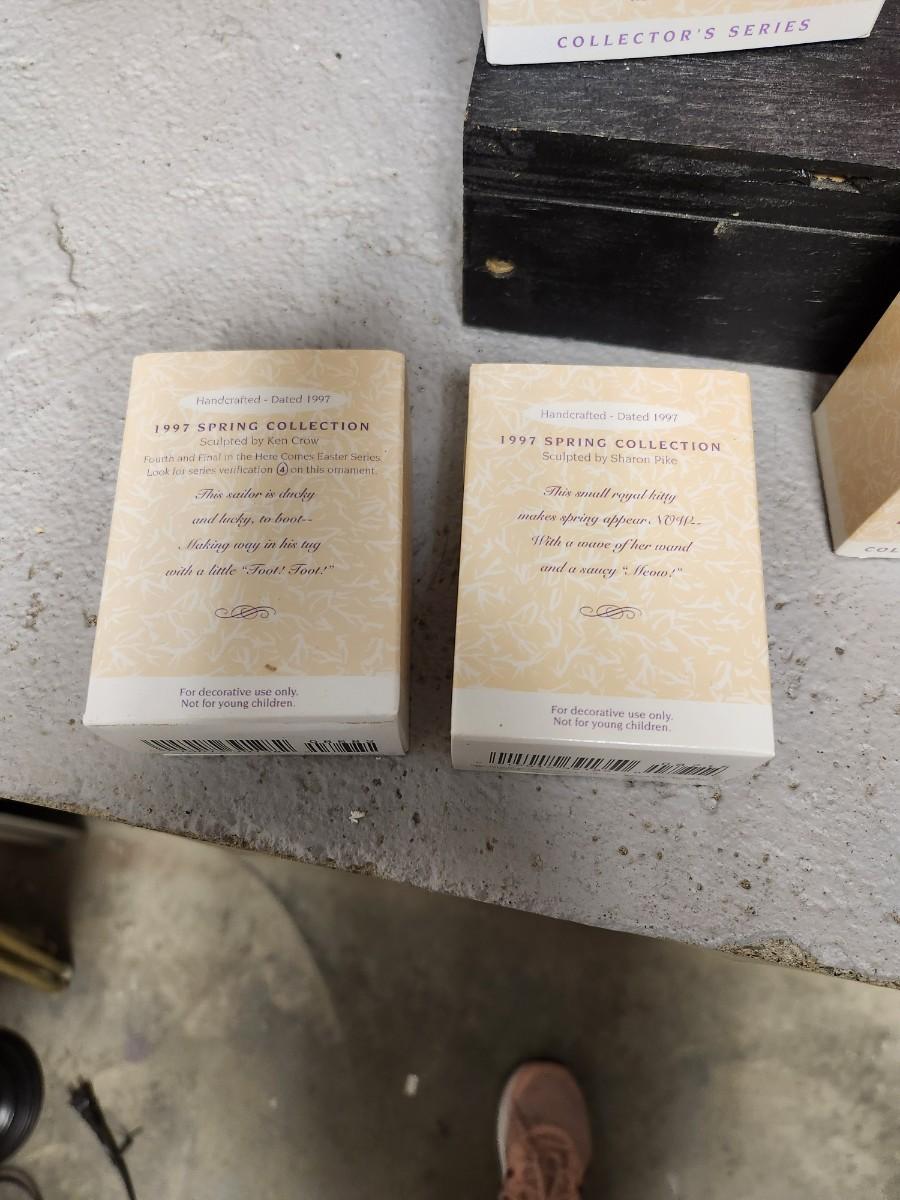 COLLECTOR'S SERIES
Handcrafted - Dated 1997
1997 SPRING COLLECTION
Sculpted by Ken Crow
Fourth and Final in the Here Comes Easter Series.
Look for series verification 4 on this ornament.
This sailor is ducky
and lucky, to boot--
Making way in his tug
with a little "Toot! Toot!"
For decorative use only.
Not for young children.
Handcrafted - Dated 1997
1997 SPRING COLLECTION
Sculpted by Sharon Pike
This small royal kitty
makes spring appear NOW--
With a wave of her wand
and a saucy "Meow!"
For decorative use only.
Not for young children.
COL